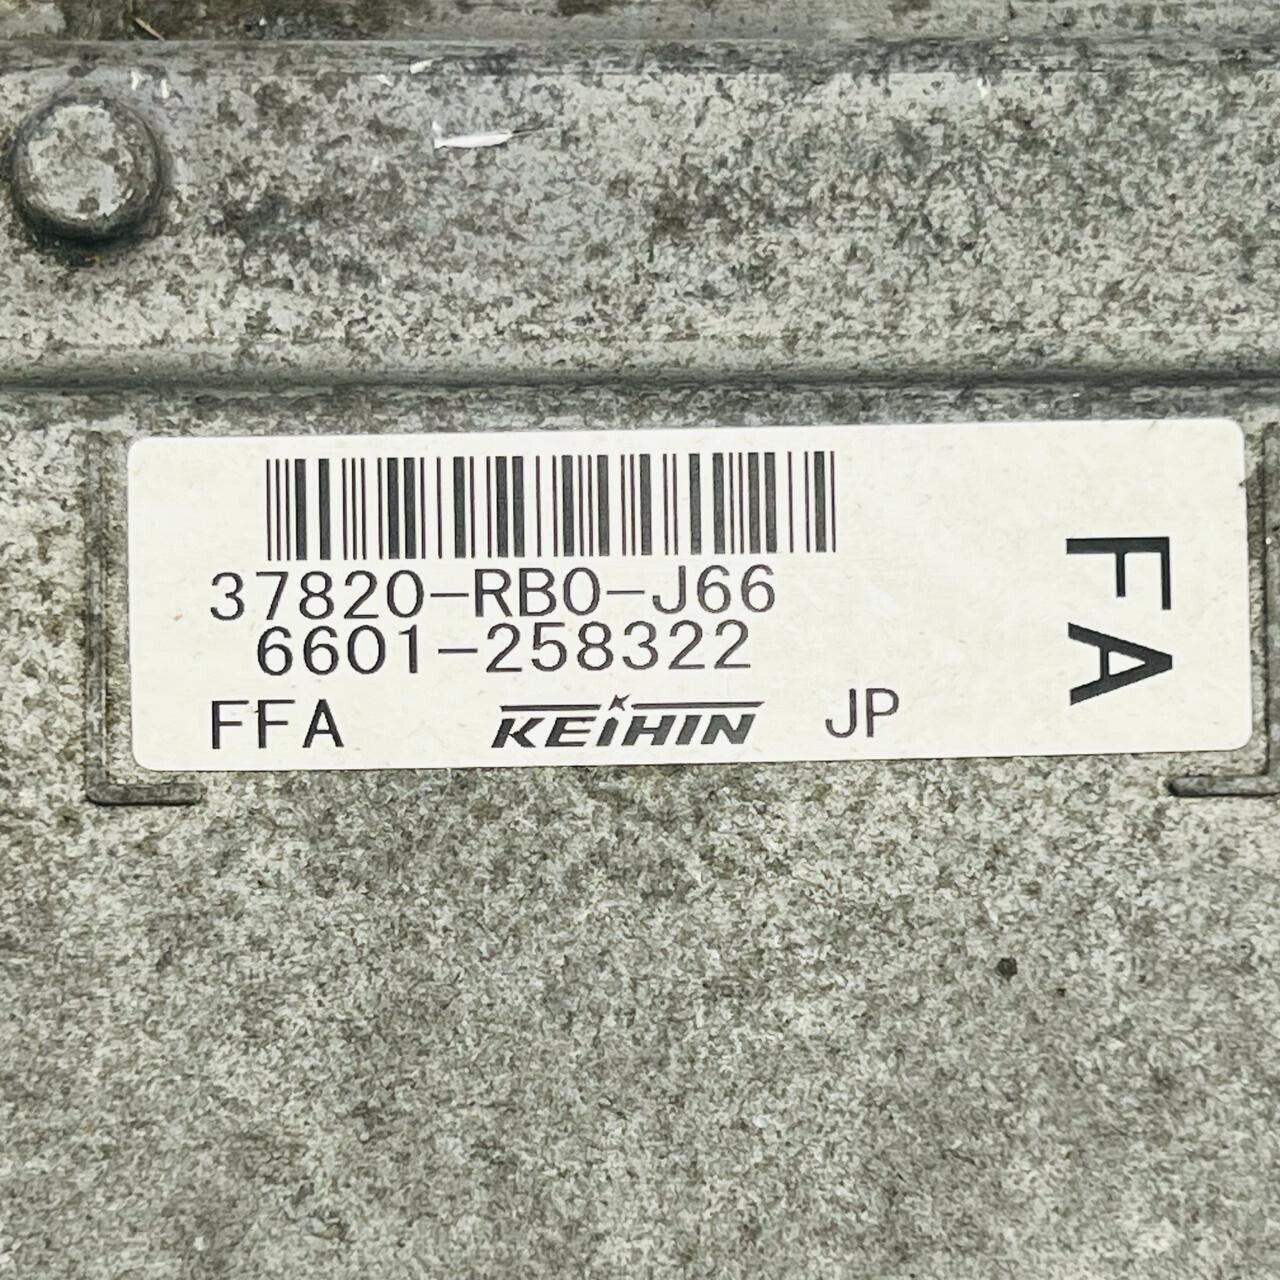 37820-RB0-J66
6601-258322
FFA KEIHIN JP
FA